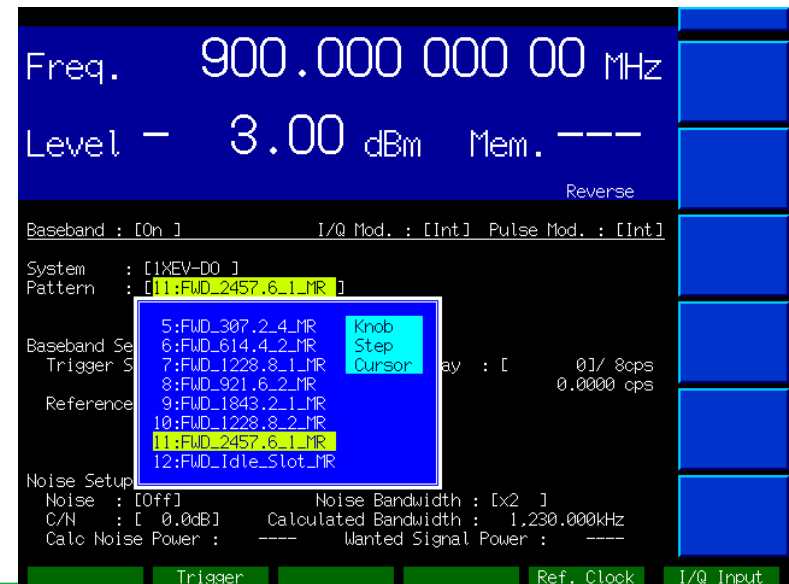 Freq. 900.000 000 00 MHz
Level - 3.00 dBm Mem. ---
Reverse
Baseband : [On ] I/Q Mod. : [Int] Pulse Mod. : [Int]
System : [1XEV-DO ]
Pattern : [11:FWD_2457.6_1_MR ]
5:FWD_307.2_4_MR Knob
Baseband Se 6:FWD_614.4_2_MR Step
Trigger S 7:FWD_1228.8_1_MR Cursor ay : [ 0]/ 8cps
8:FWD_921.6_2_MR 0.0000 cps
Reference 9:FWD_1843.2_1_MR
10:FWD_1228.8_2_MR
11:FWD_2457.6_1_MR
12:FWD_Idle_Slot_MR
Noise Setup
Noise : [Off] Noise Bandwidth : [x2 ]
C/N : [ 0.0dB] Calculated Bandwidth : 1,230.000kHz
Calc Noise Power : ---- Wanted Signal Power : ----
Trigger Ref. Clock I/Q Input